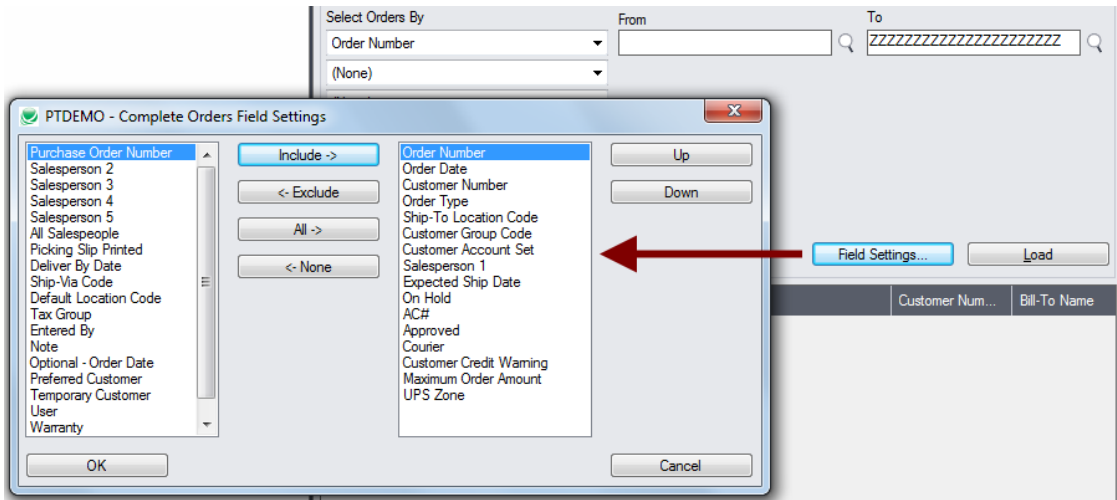 Select Orders By From To
Order Number ZZZZZZZZZZZZZZZZZZZZZZ
(None)
PTDEMO - Complete Orders Field Settings
Purchase Order Number
Salesperson 2
Salesperson 3
Salesperson 4
Salesperson 5
All Salespeople
Picking Slip Printed
Deliver By Date
Ship-Via Code
Default Location Code
Tax Group
Entered By
Note
Optional - Order Date
Preferred Customer
Temporary Customer
User
Warranty
Include ->
<- Exclude
All ->
<- None
Order Number
Order Date
Customer Number
Order Type
Ship-To Location Code
Customer Group Code
Customer Account Set
Salesperson 1
Expected Ship Date
On Hold
AC#
Approved
Courier
Customer Credit Warning
Maximum Order Amount
UPS Zone
Up
Down
OK
Cancel
Field Settings... Load
Customer Num... Bill-To Name